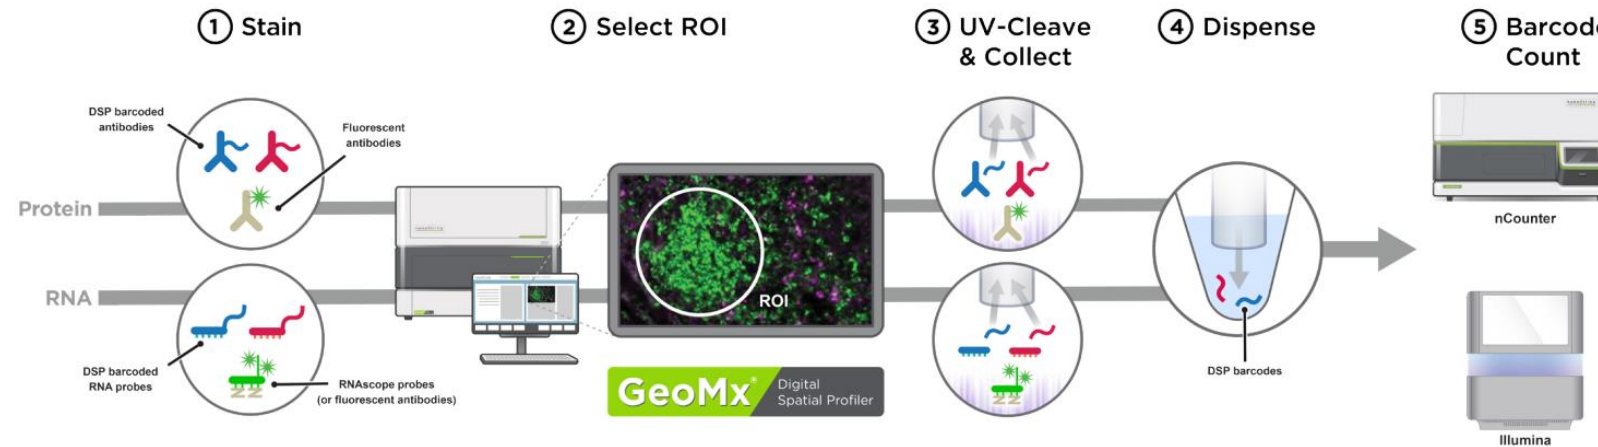 1 Stain
2 Select ROI
3 UV-Cleave
& Collect
4 Dispense
5 Barcode
Count
DSP barcoded
antibodies
Fluorescent
antibodies
Protein
RNA
DSP barcoded
RNA probes
RNAscope probes
(or fluorescent antibodies)
ROI
GeoMx® Digital
Spatial Profiler
DSP barcodes
nCounter
Illumina